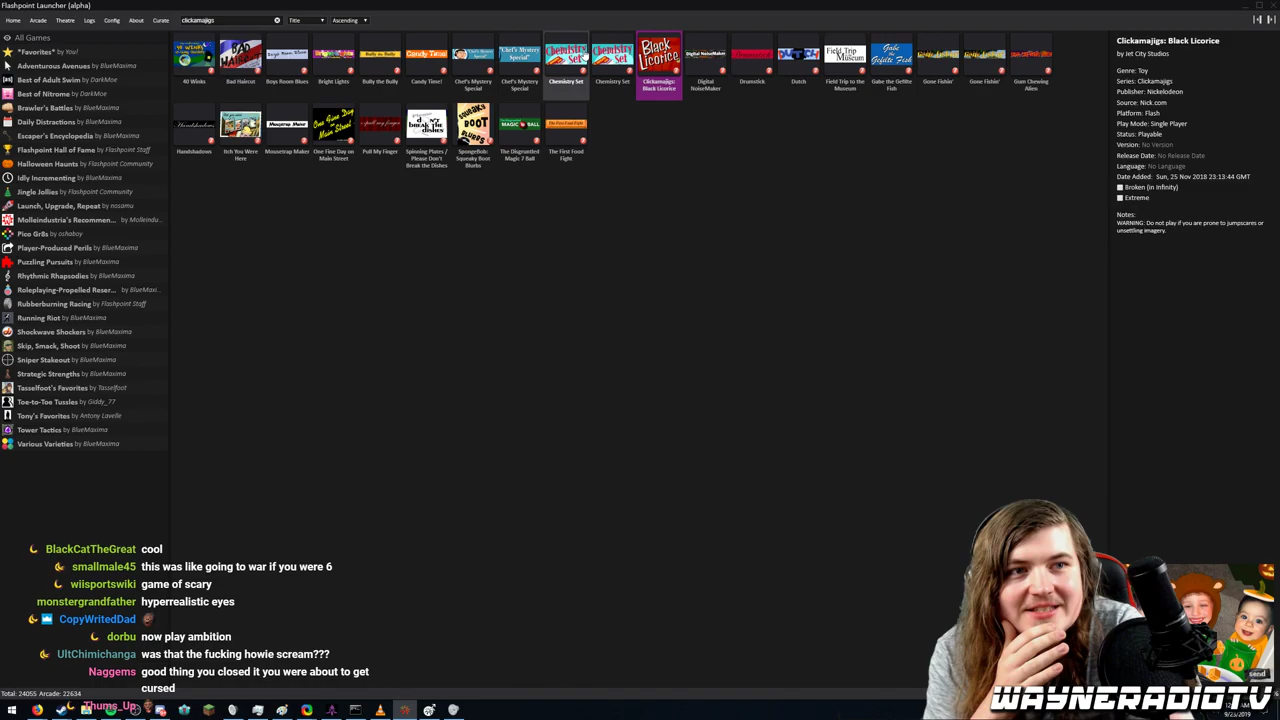 Flashpoint Launcher (alpha)
Home Arcade Theatre Logs Config About Curate clickamajigs Title Ascending
All Games
*Favorites* by You!
Adventurous Avenues by BlueMaxima
Best of Adult Swim by DarkMoe
Best of Nitrome by DarkMoe
Brawler's Battles by BlueMaxima
Daily Distractions by BlueMaxima
Escaper's Encyclopedia by BlueMaxima
Flashpoint Hall of Fame by Flashpoint Staff
Halloween Haunts by Flashpoint Community
Idly Incrementing by BlueMaxima
Jingle Jollies by Flashpoint Community
Launch, Upgrade, Repeat by nosamu
Molleindustria's Recommen... by Molleindu...
Pico Gr8s by oshaboy
Player-Produced Perils by BlueMaxima
Puzzling Pursuits by BlueMaxima
Rhythmic Rhapsodies by BlueMaxima
Roleplaying-Propelled Reser... by BlueMaxi...
Rubberburning Racing by Flashpoint Staff
Running Riot by BlueMaxima
Shockwave Shockers by BlueMaxima
Skip, Smack, Shoot by BlueMaxima
Sniper Stakeout by BlueMaxima
Strategic Strengths by BlueMaxima
Tasselfoot's Favorites by Tasselfoot
Toe-to-Toe Tussles by Giddy_77
Tony's Favorites by Antony Lavelle
Tower Tactics by BlueMaxima
Various Varieties by BlueMaxima
40 Winks
Bad Haircut
Boys Room Blues
Bright Lights
Bully the Bully
Candy Time!
Chef's Mystery Special
Chef's Mystery Special
Chemistry Set
Chemistry Set
Clickamajigs: Black Licorice
Digital NoiseMaker
Drumstick
Dutch
Field Trip to the Museum
Gabe the Gefilte Fish
Gone Fishin'
Gone Fishin'
Gum Chewing Alien
Handshadows
Itch You Were Here
Mousetrap Maker
One Fine Day on Main Street
Pull My Finger
Spinning Plates / Please Don't Break the Dishes
SpongeBob: Squeaky Boot Blurbs
The Disgruntled Magic 7 Ball
The First Food Fight
Clickamajigs: Black Licorice
by Jet City Studios
Genre: Toy
Series: Clickamajigs
Publisher: Nickelodeon
Source: Nick.com
Platform: Flash
Play Mode: Single Player
Status: Playable
Version: No Version
Release Date: No Release Date
Language: No Language
Date Added: Sun, 25 Nov 2018 23:13:44 GMT
Broken (in Infinity)
Extreme
Notes:
WARNING: Do not play if you are prone to jumpscares or
unsettling imagery.
BlackCatTheGreat cool
smallmale45 this was like going to war if you were 6
wiisportswiki game of scary
monstergrandfather hyperrealistic eyes
CopyWritedDad
dorbu now play ambition
UltChimichanga was that the fucking howie scream???
Naggems good thing you closed it you were about to get
cursed
Thums_Up
Total: 24055 Arcade: 22634
send
WAYNERADIOTV
9/23/2019